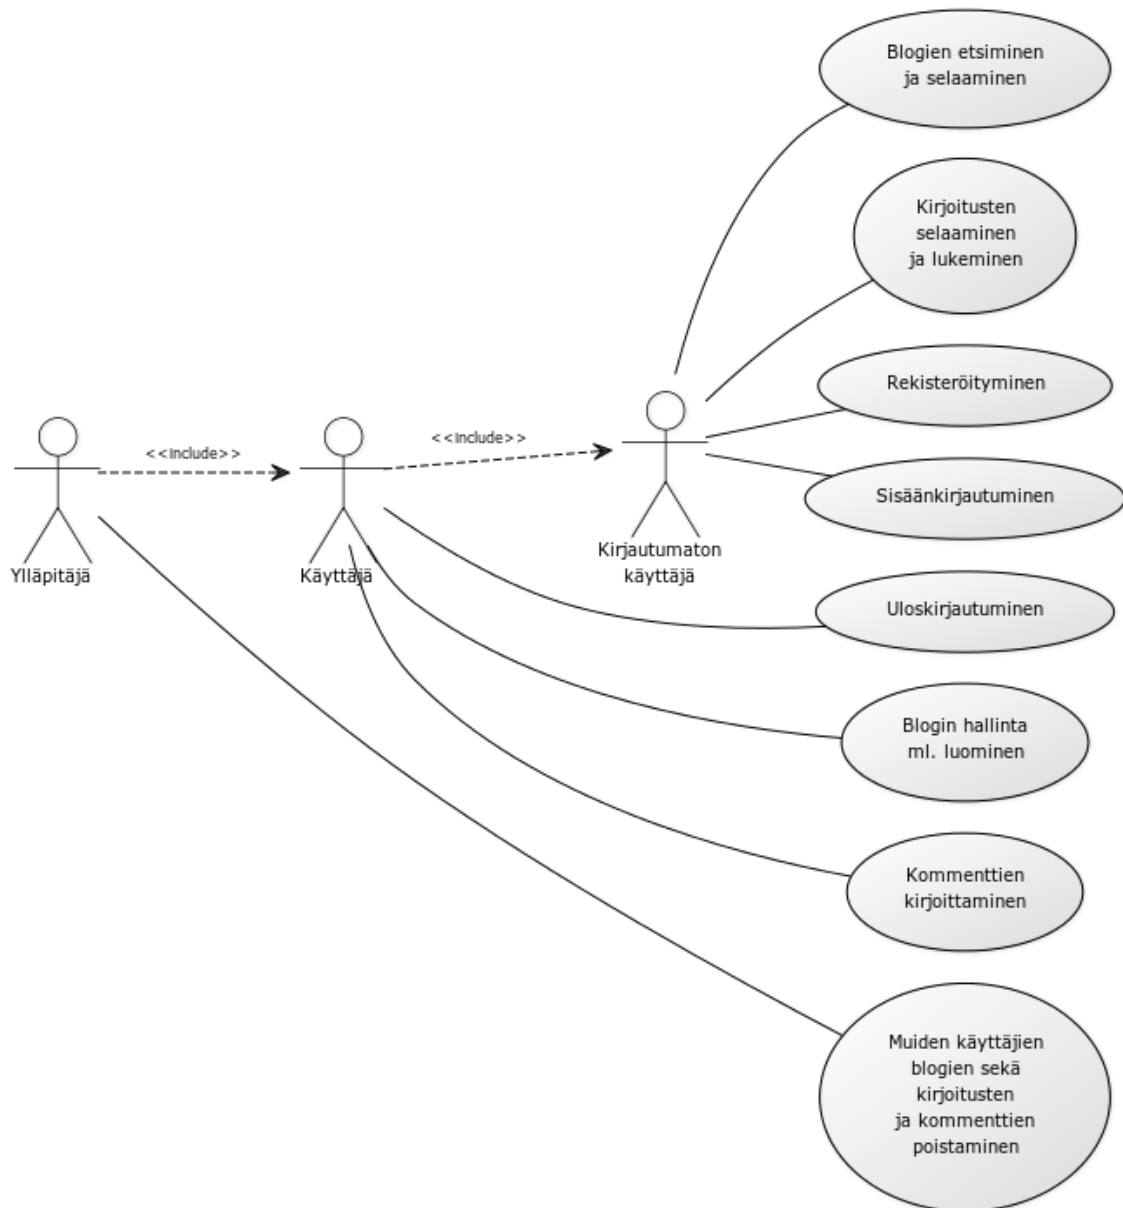 Blogien etsiminen
ja selaaminen
Kirjoitusten
selaaminen
ja lukeminen
Rekisteröityminen
<<include>>
<<include>>
Sisäänkirjautuminen
Ylläpitäjä
Käyttäjä
Kirjautumaton
käyttäjä
Uloskirjautuminen
Blogin hallinta
ml. luominen
Kommenttien
kirjoittaminen
Muiden käyttäjien
blogien sekä
kirjoitusten
ja kommenttien
poistaminen